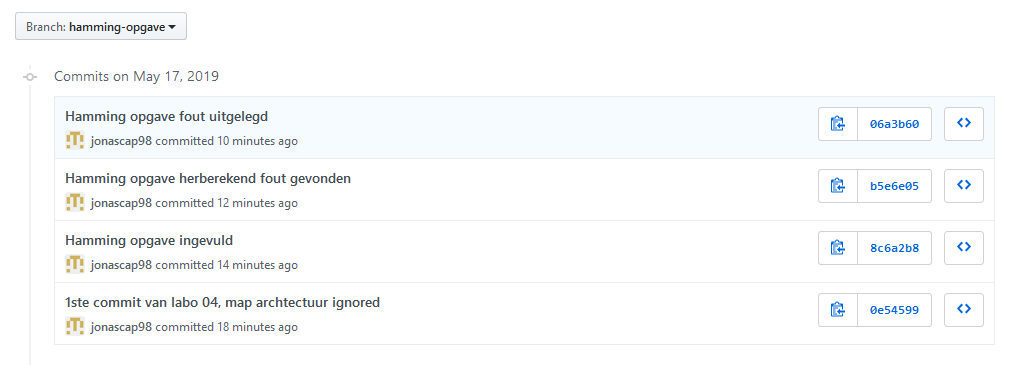 Branch: hamming-opgave
Commits on May 17, 2019
Hamming opgave fout uitgelegd
jonascap98 committed 10 minutes ago
06a3b60
Hamming opgave herberekend fout gevonden
jonascap98 committed 12 minutes ago
b5e6e05
Hamming opgave ingevuld
jonascap98 committed 14 minutes ago
8c6a2b8
1ste commit van labo 04, map archtectuur ignored
jonascap98 committed 18 minutes ago
0e54599